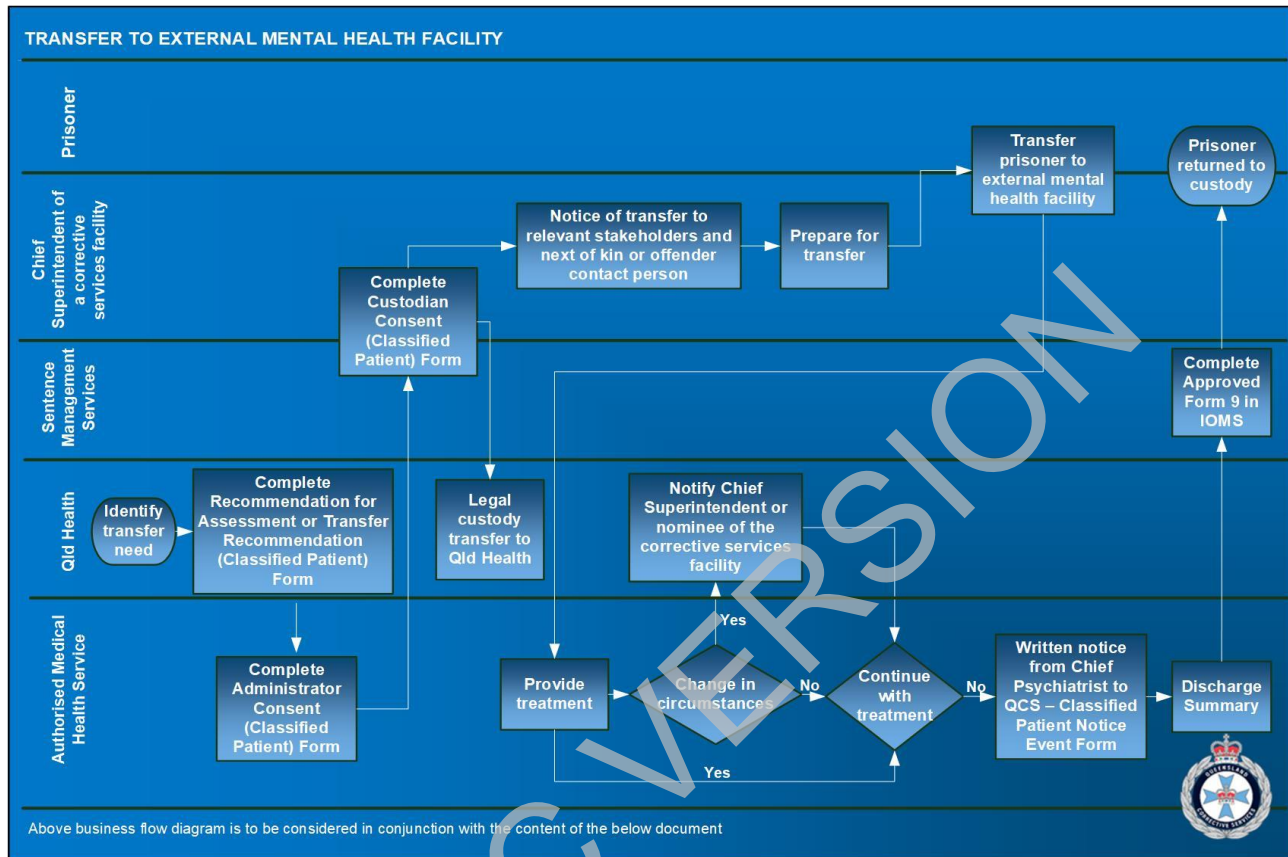 TRANSFER TO EXTERNAL MENTAL HEALTH FACILITY
Prisoner
Transfer
prisoner to
external mental
health facility
Prisoner
returned to
custody
Chief
Superintendent of
a corrective
services facility
Notice of transfer to
relevant stakeholders and
next of kin or offender
contact person
Prepare for
transfer
Complete
Custodian
Consent
(Classified
Patient) Form
Sentence
Management
Services
Complete
Approved
Form 9 in
IOMS
Qld Health
Identify
transfer
need
Complete
Recommendation for
Assessment or Transfer
Recommendation
(Classified Patient)
Form
Legal
custody
transfer to
Qld Health
Notify Chief
Superintendent or
nominee of the
corrective services
facility
Authorised Medical
Health Service
Complete
Administrator
Consent
(Classified
Patient) Form
Provide
treatment
Yes
Change in
circumstances
No
Continue
with
treatment
No
Written notice
from Chief
Psychiatrist to
QCS – Classified
Patient Notice
Event Form
Discharge
Summary
Yes
QUEENSLAND
CORRECTIVE SERVICES
Above business flow diagram is to be considered in conjunction with the content of the below document
C VERSION